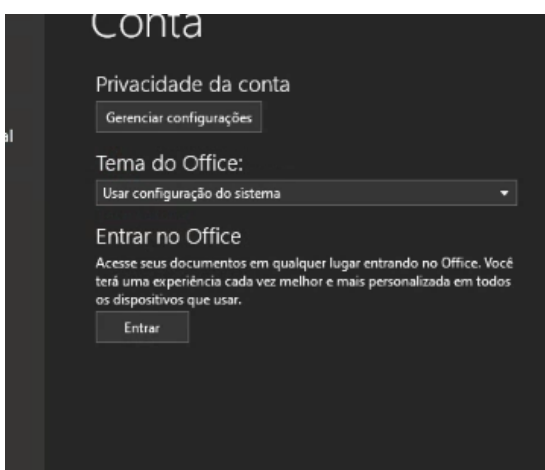 Conta
Privacidade da conta
Gerenciar configurações
al
Tema do Office:
Usar configuração do sistema
Entrar no Office
Acesse seus documentos em qualquer lugar entrando no Office. Você
terá uma experiência cada vez melhor e mais personalizada em todos
os dispositivos que usar.
Entrar